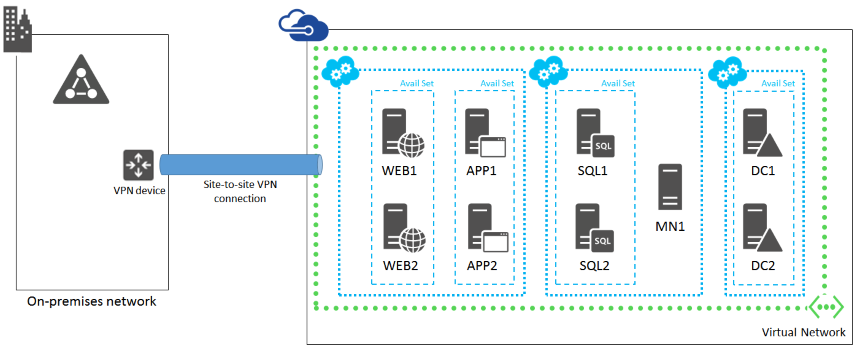 Avail Set
Avail Set
Avail Set
Avail Set
SQL
WEB1
APP1
SQL1
DC1
VPN device
Site-to-site VPN
connection
MN1
SQL
WEB2
APP2
SQL2
DC2
On-premises network
Virtual Network